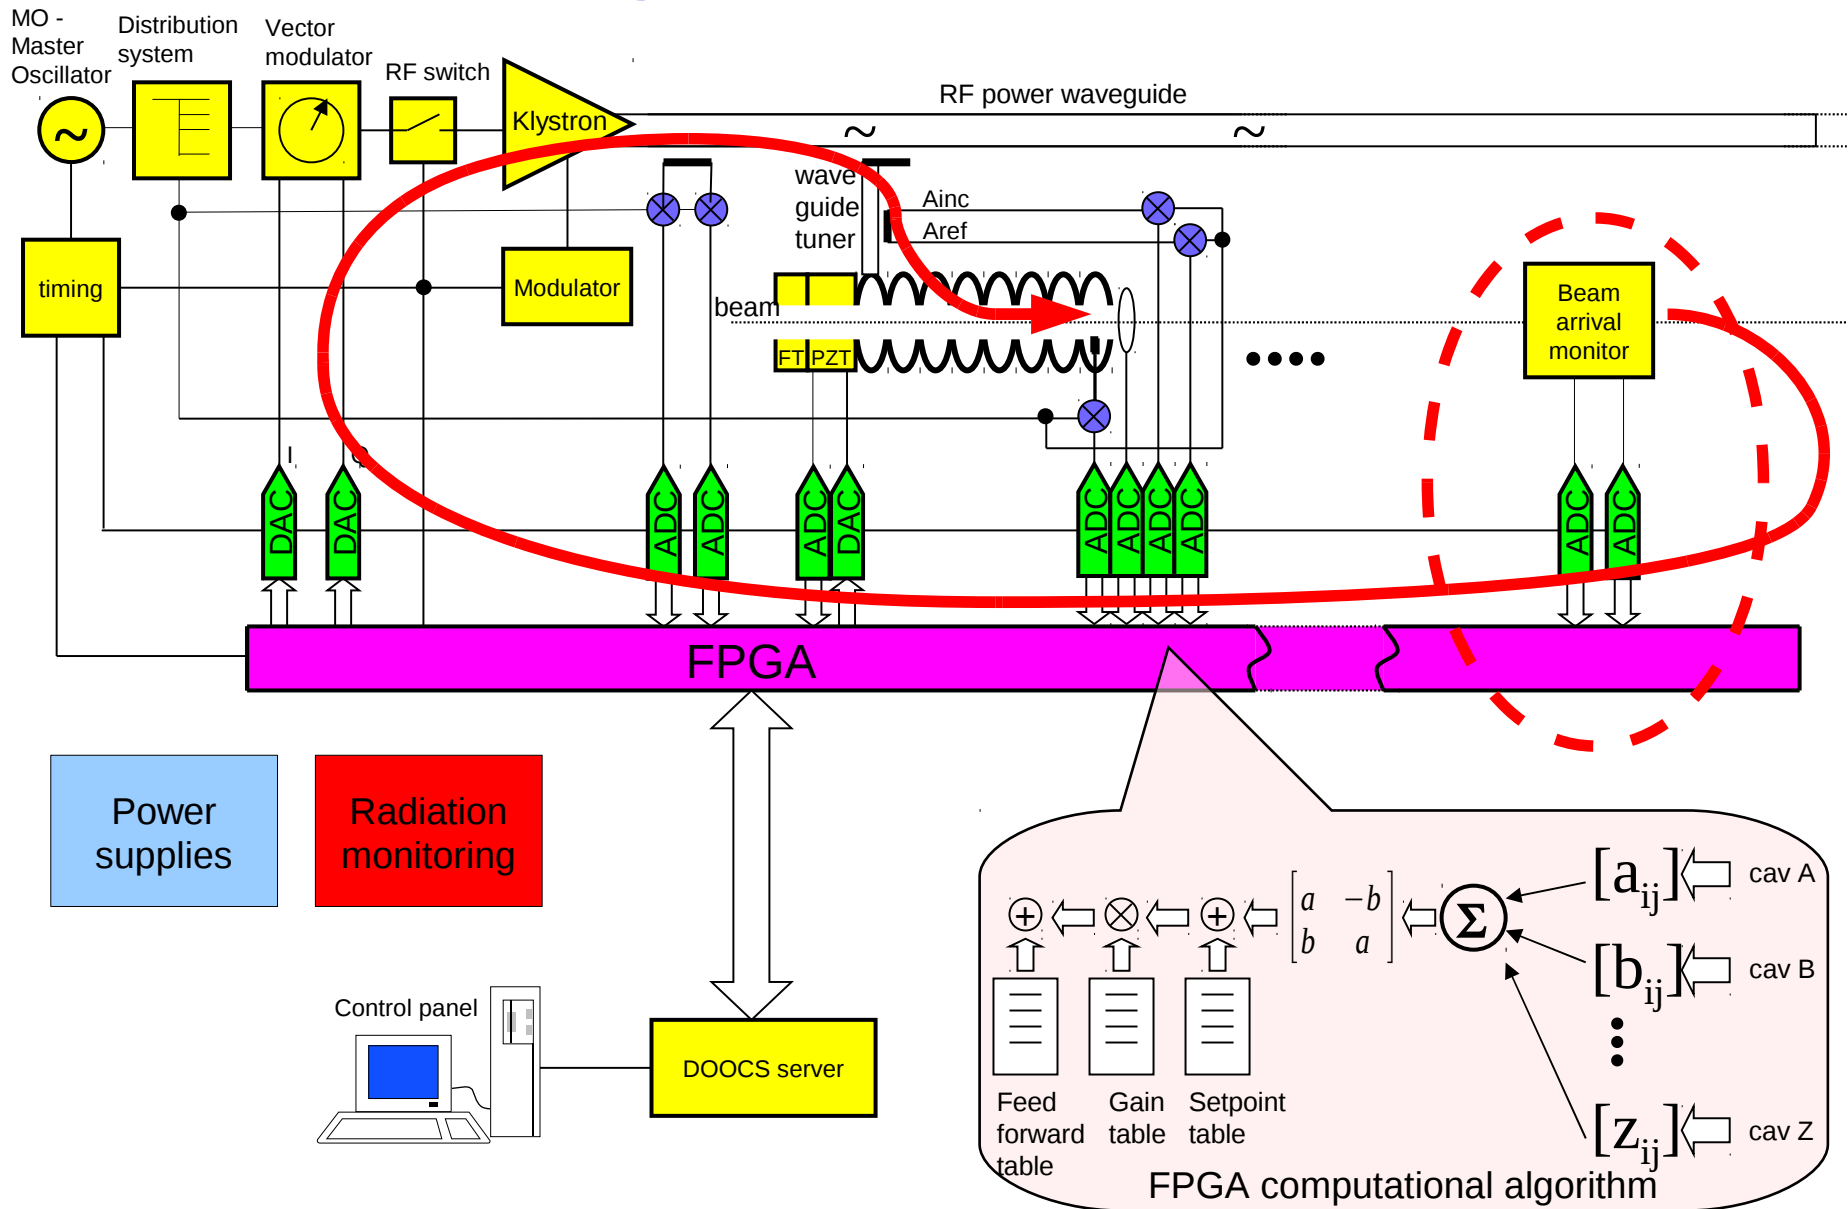 MO -
Master
Oscillator
Distribution
system
Vector
modulator
RF switch
Klystron
RF power waveguide
~
~
~
wave
guide
tuner
Ainc
Aref
timing
Modulator
beam
FT
PZT
Beam
arrival
monitor
I
Q
DAC
DAC
ADC
ADC
ADC
DAC
ADC
ADC
ADC
ADC
ADC
ADC
FPGA
Power
supplies
Radiation
monitoring
Control panel
DOOCS server
[a_ij]
cav A
[b_ij]
cav B
[z_ij]
cav Z
Σ
a −b
b a
+
×
+
Feed
forward
table
Gain
table
Setpoint
table
FPGA computational algorithm